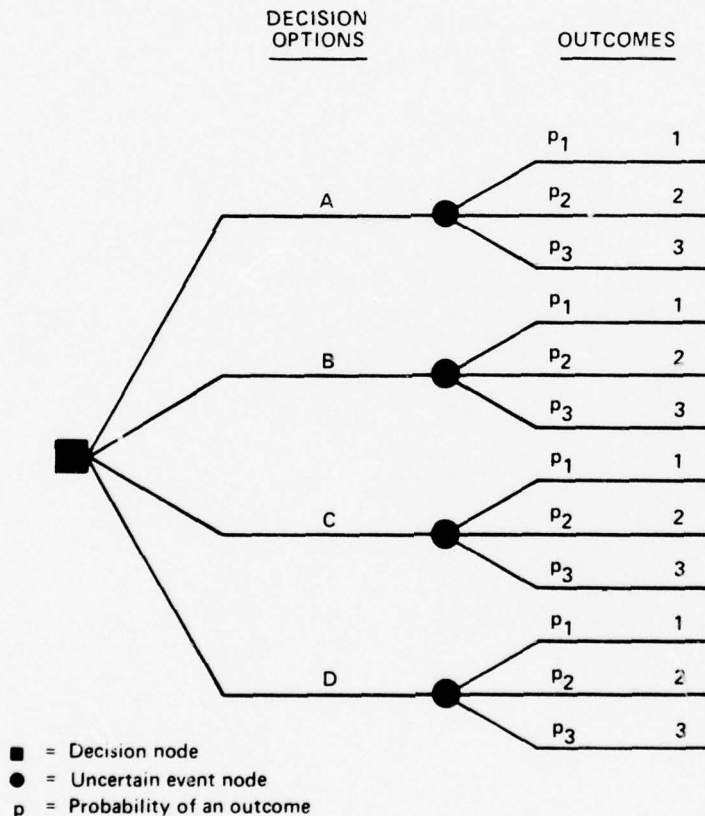 DECISION
OPTIONS
OUTCOMES
p₁ 1
A p₂ 2
p₃ 3
p₁ 1
B p₂ 2
p₃ 3
p₁ 1
C p₂ 2
p₃ 3
p₁ 1
D p₂ 2
p₃ 3
■ = Decision node
● = Uncertain event node
p = Probability of an outcome